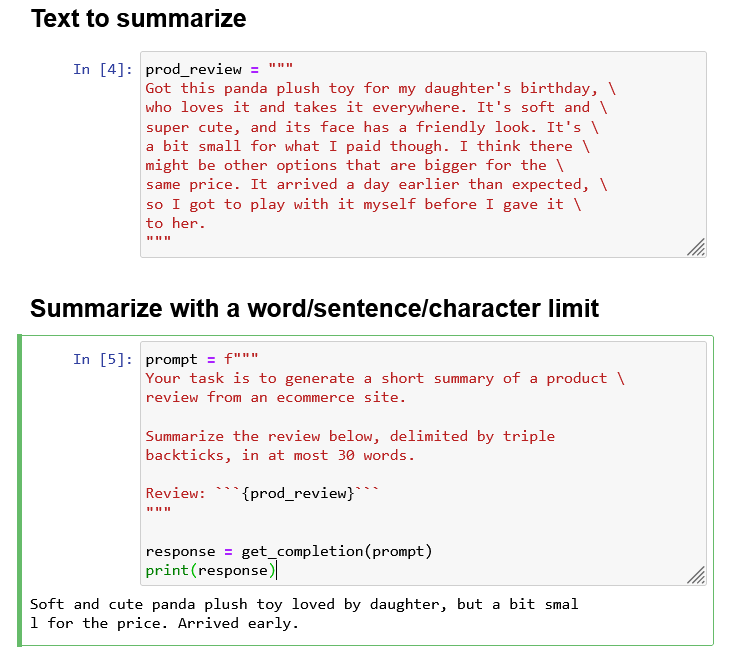 Text to summarize
In [4]: prod_review = """
Got this panda plush toy for my daughter's birthday, \
who loves it and takes it everywhere. It's soft and \
super cute, and its face has a friendly look. It's \
a bit small for what I paid though. I think there \
might be other options that are bigger for the \
same price. It arrived a day earlier than expected, \
so I got to play with it myself before I gave it \
to her.
"""
Summarize with a word/sentence/character limit
In [5]: prompt = f"""
Your task is to generate a short summary of a product \
review from an ecommerce site.
Summarize the review below, delimited by triple
backticks, in at most 30 words.
Review: ```{prod_review}```
"""
response = get_completion(prompt)
print(response)
Soft and cute panda plush toy loved by daughter, but a bit smal
l for the price. Arrived early.